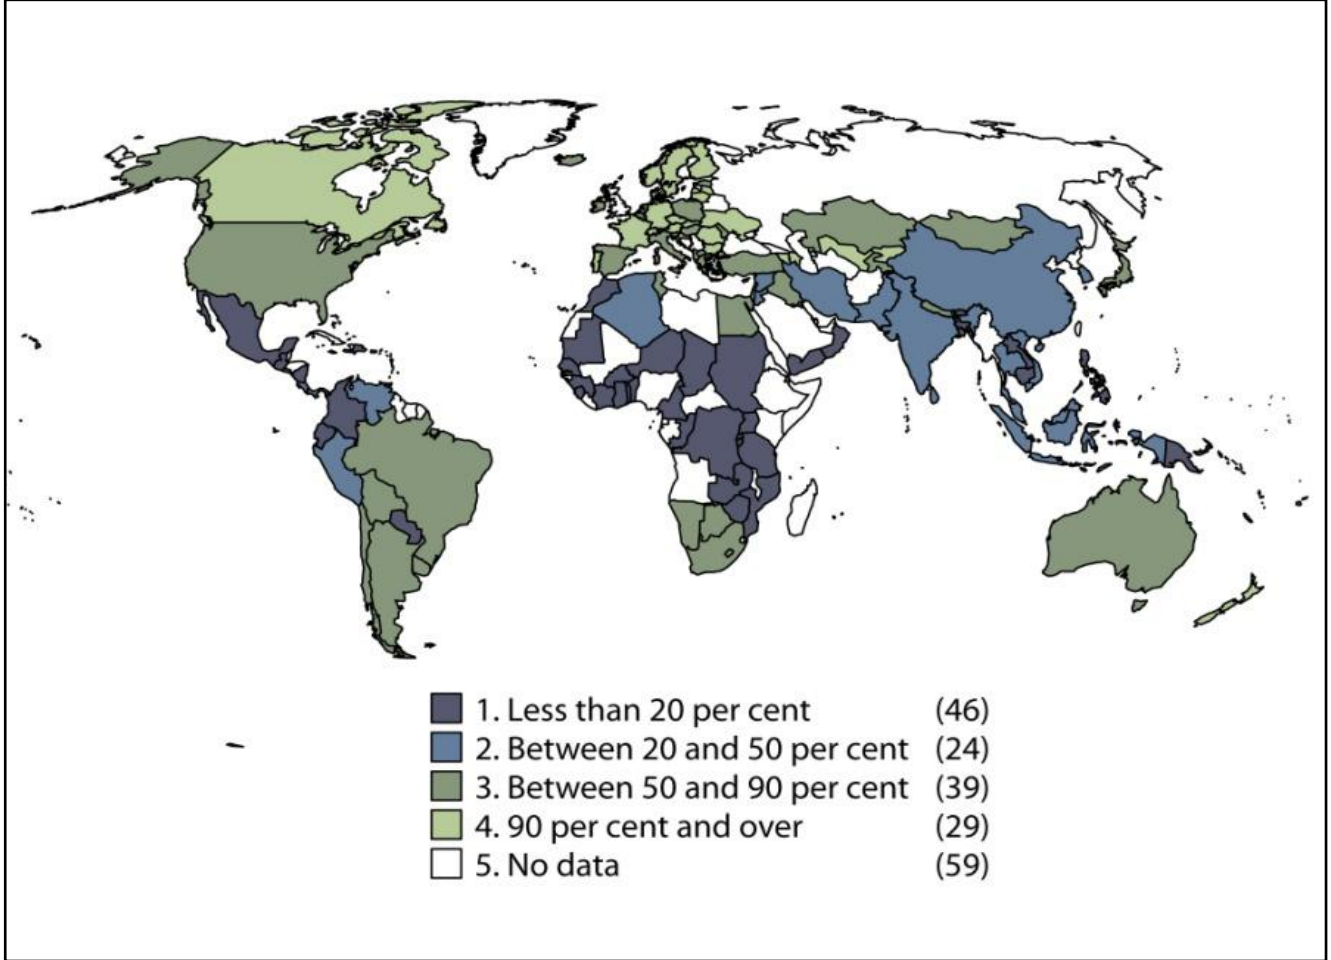 1. Less than 20 per cent (46)
2. Between 20 and 50 per cent (24)
3. Between 50 and 90 per cent (39)
4. 90 per cent and over (29)
5. No data (59)